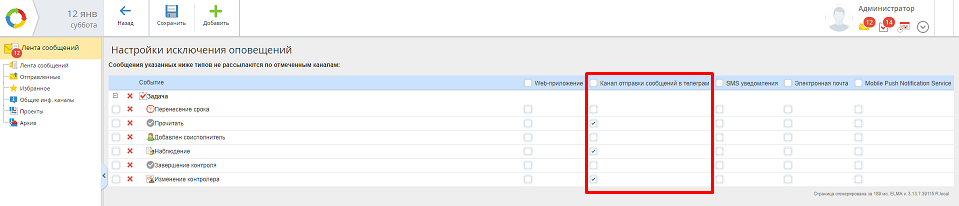 12 янв
суббота
Назад
Сохранить
Добавить
Администратор
12
14
Лента сообщений
12
Лента сообщений
Отправленные
Избранное
Общие инф. каналы
Проекты
Архив
Настройки исключения оповещений
Сообщения указанных ниже типов не рассылаются по отмеченным каналам:
Событие
Web-приложение
Канал отправки сообщений в телеграм
SMS уведомления
Электронная почта
Mobile Push Notification Service
Задача
Перенесение срока
Прочитать
Добавлен соисполнитель
Наблюдение
Завершение контроля
Изменение контролера
Страница сгенерирована за 189 мс. ELMA v. 3.13.7.39115 R local